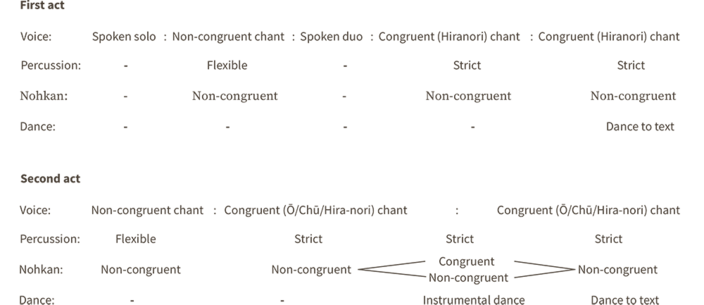 First act
Voice: Spoken solo : Non-congruent chant : Spoken duo : Congruent (Hiranori) chant : Congruent (Hiranori) chant
Percussion: - Flexible - Strict Strict
Nohkan: - Non-congruent - Non-congruent Non-congruent
Dance: - - - - Dance to text
Second act
Voice: Non-congruent chant : Congruent (Ō/Chū/Hira-nori) chant : Congruent (Ō/Chū/Hira-nori) chant
Percussion: Flexible Strict Strict Strict
Congruent
Nohkan: Non-congruent Non-congruent Non-congruent
Non-congruent
Dance: - - Instrumental dance Dance to text